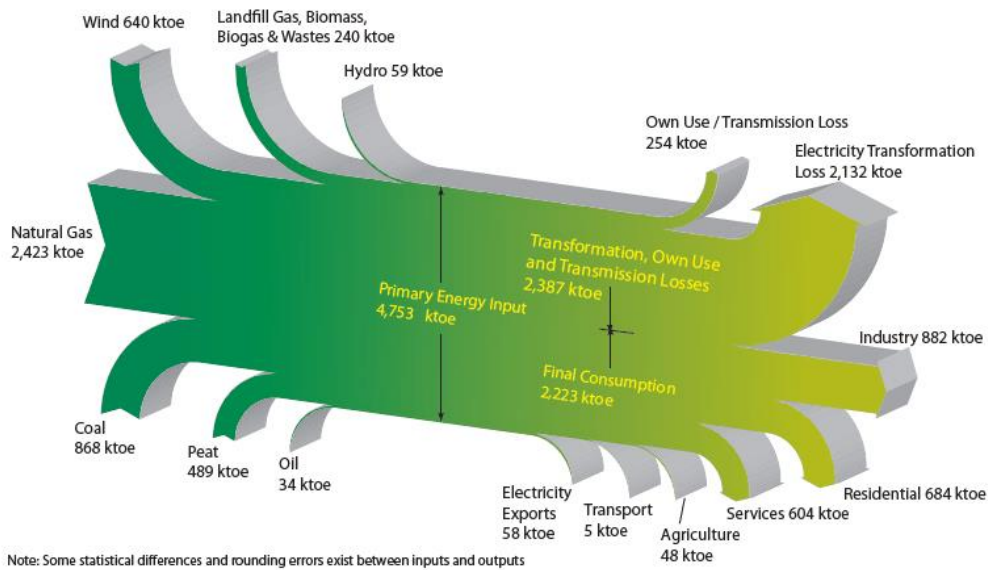 Wind 640 ktoe
Landfill Gas, Biomass,
Biogas & Wastes 240 ktoe
Hydro 59 ktoe
Own Use / Transmission Loss
254 ktoe
Electricity Transformation
Loss 2,132 ktoe
Natural Gas
2,423 ktoe
Transformation, Own Use
and Transmission Losses
2,387 ktoe
Primary Energy Input
4,753 ktoe
Industry 882 ktoe
Final Consumption
2,223 ktoe
Coal
868 ktoe
Peat
489 ktoe
Oil
34 ktoe
Electricity
Exports
58 ktoe
Transport
5 ktoe
Agriculture
48 ktoe
Services 604 ktoe
Residential 684 ktoe
Note: Some statistical differences and rounding errors exist between inputs and outputs